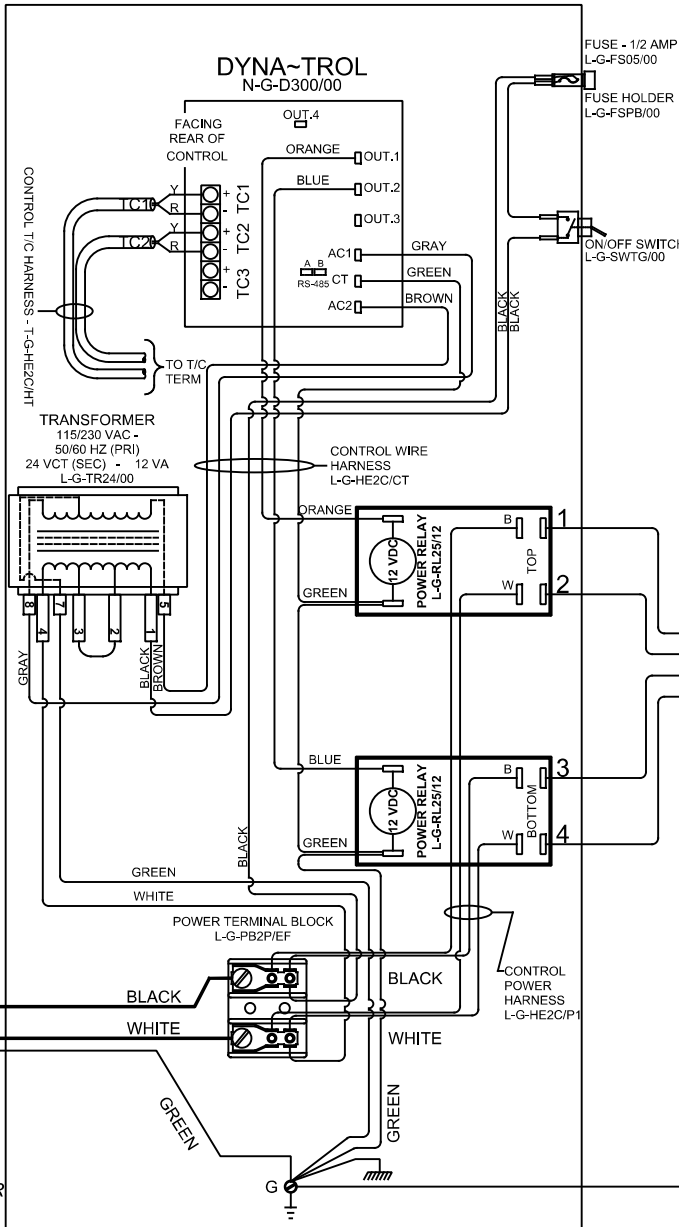 FUSE - 1/2 AMP
L-G-FS05/00
FUSE HOLDER
L-G-FSPB/00
ON/OFF SWITCH
L-G-SWTG/00
DYNA~TROL
N-G-D300/00
FACING
REAR OF
CONTROL
OUT.4
ORANGE
OUT.1
BLUE
OUT.2
OUT.3
TC1
Y
R
+
-
TC1
TC2
Y
R
+
-
TC2
+
-
TC3
A B
RS-485
AC1
GRAY
CT
GREEN
AC2
BROWN
BLACK
BLACK
CONTROL T/C HARNESS - T-G-HE2C/HT
TO T/C
TERM
TRANSFORMER
115/230 VAC -
50/60 HZ (PRI)
24 VCT (SEC) - 12 VA
L-G-TR24/00
CONTROL WIRE
HARNESS
L-G-HE2C/CT
8
4
7
3
2
1
5
GRAY
BLACK
BROWN
ORANGE
GREEN
12 VDC
POWER RELAY
L-G-RL25/12
B
W
TOP
1
2
BLUE
GREEN
12 VDC
POWER RELAY
L-G-RL25/12
B
W
BOTTOM
3
4
BLACK
GREEN
WHITE
POWER TERMINAL BLOCK
L-G-PB2P/EF
BLACK
BLACK
WHITE
WHITE
CONTROL
POWER
HARNESS
L-G-HE2C/P1
GREEN
GREEN
G
R